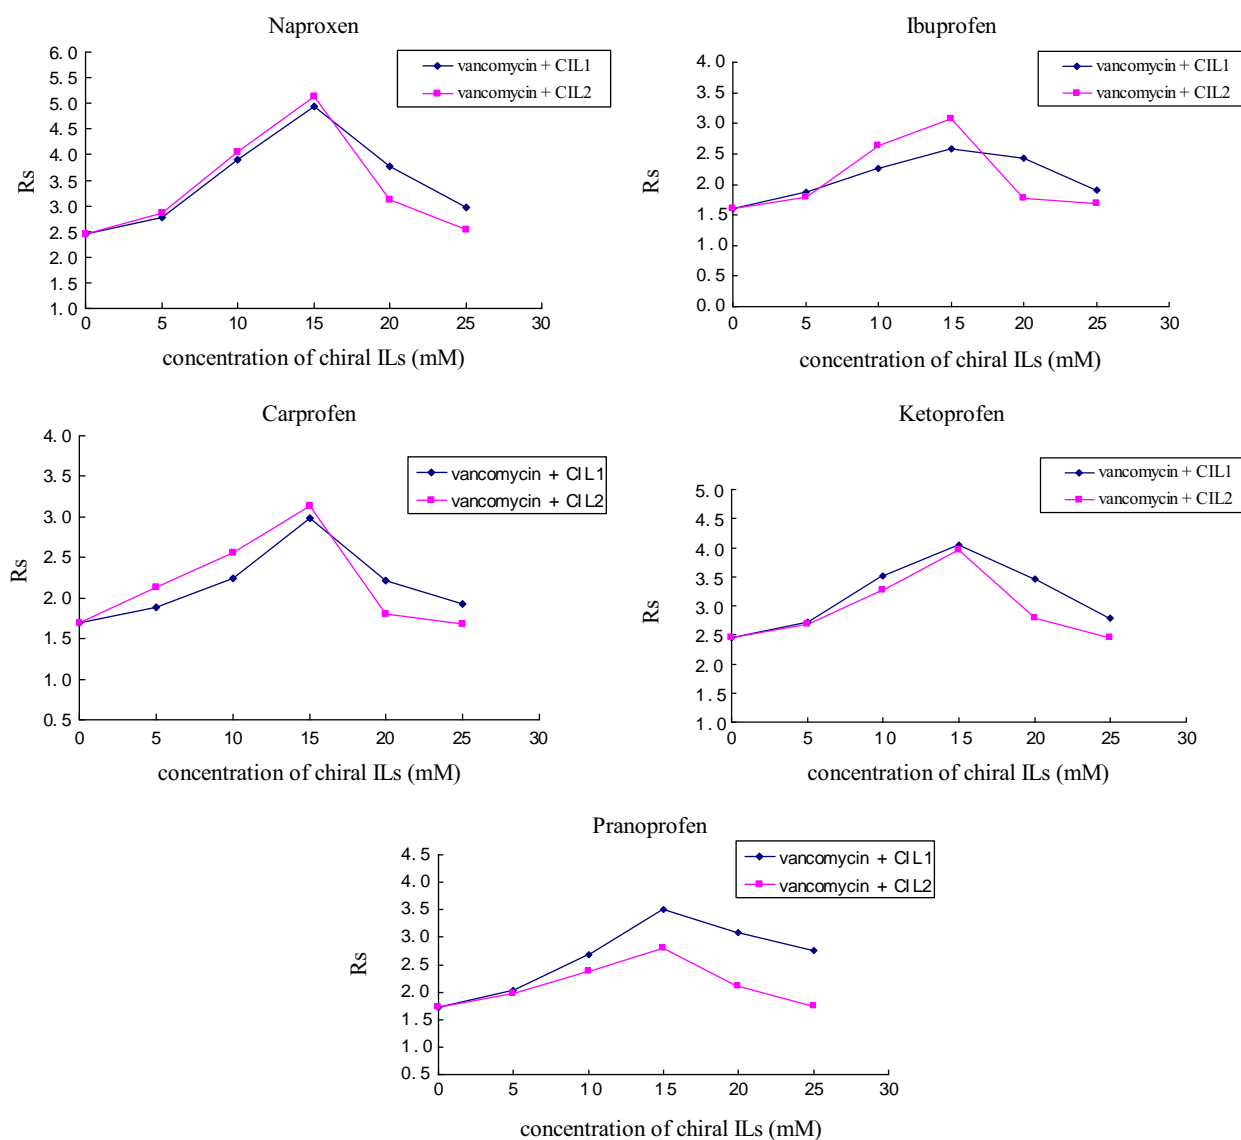 Naproxen
vancomycin + CIL1
vancomycin + CIL2
6.0
5.5
5.0
4.5
4.0
3.5
3.0
2.5
2.0
1.5
1.0
Rs
0 5 10 15 20 25 30
concentration of chiral ILs (mM)
Ibuprofen
vancomycin + CIL1
vancomycin + CIL2
4.0
3.5
3.0
2.5
2.0
1.5
1.0
0.5
0.0
Rs
0 5 10 15 20 25 30
concentration of chiral ILs (mM)
Carprofen
vancomycin + CIL1
vancomycin + CIL2
4.0
3.5
3.0
2.5
2.0
1.5
1.0
0.5
Rs
0 5 10 15 20 25 30
concentration of chiral ILs (mM)
Ketoprofen
vancomycin + CIL1
vancomycin + CIL2
5.0
4.5
4.0
3.5
3.0
2.5
2.0
1.5
1.0
Rs
0 5 10 15 20 25 30
concentration of chiral ILs (mM)
Pranoprofen
vancomycin + CIL1
vancomycin + CIL2
4.5
4.0
3.5
3.0
2.5
2.0
1.5
1.0
0.5
Rs
0 5 10 15 20 25 30
concentration of chiral ILs (mM)